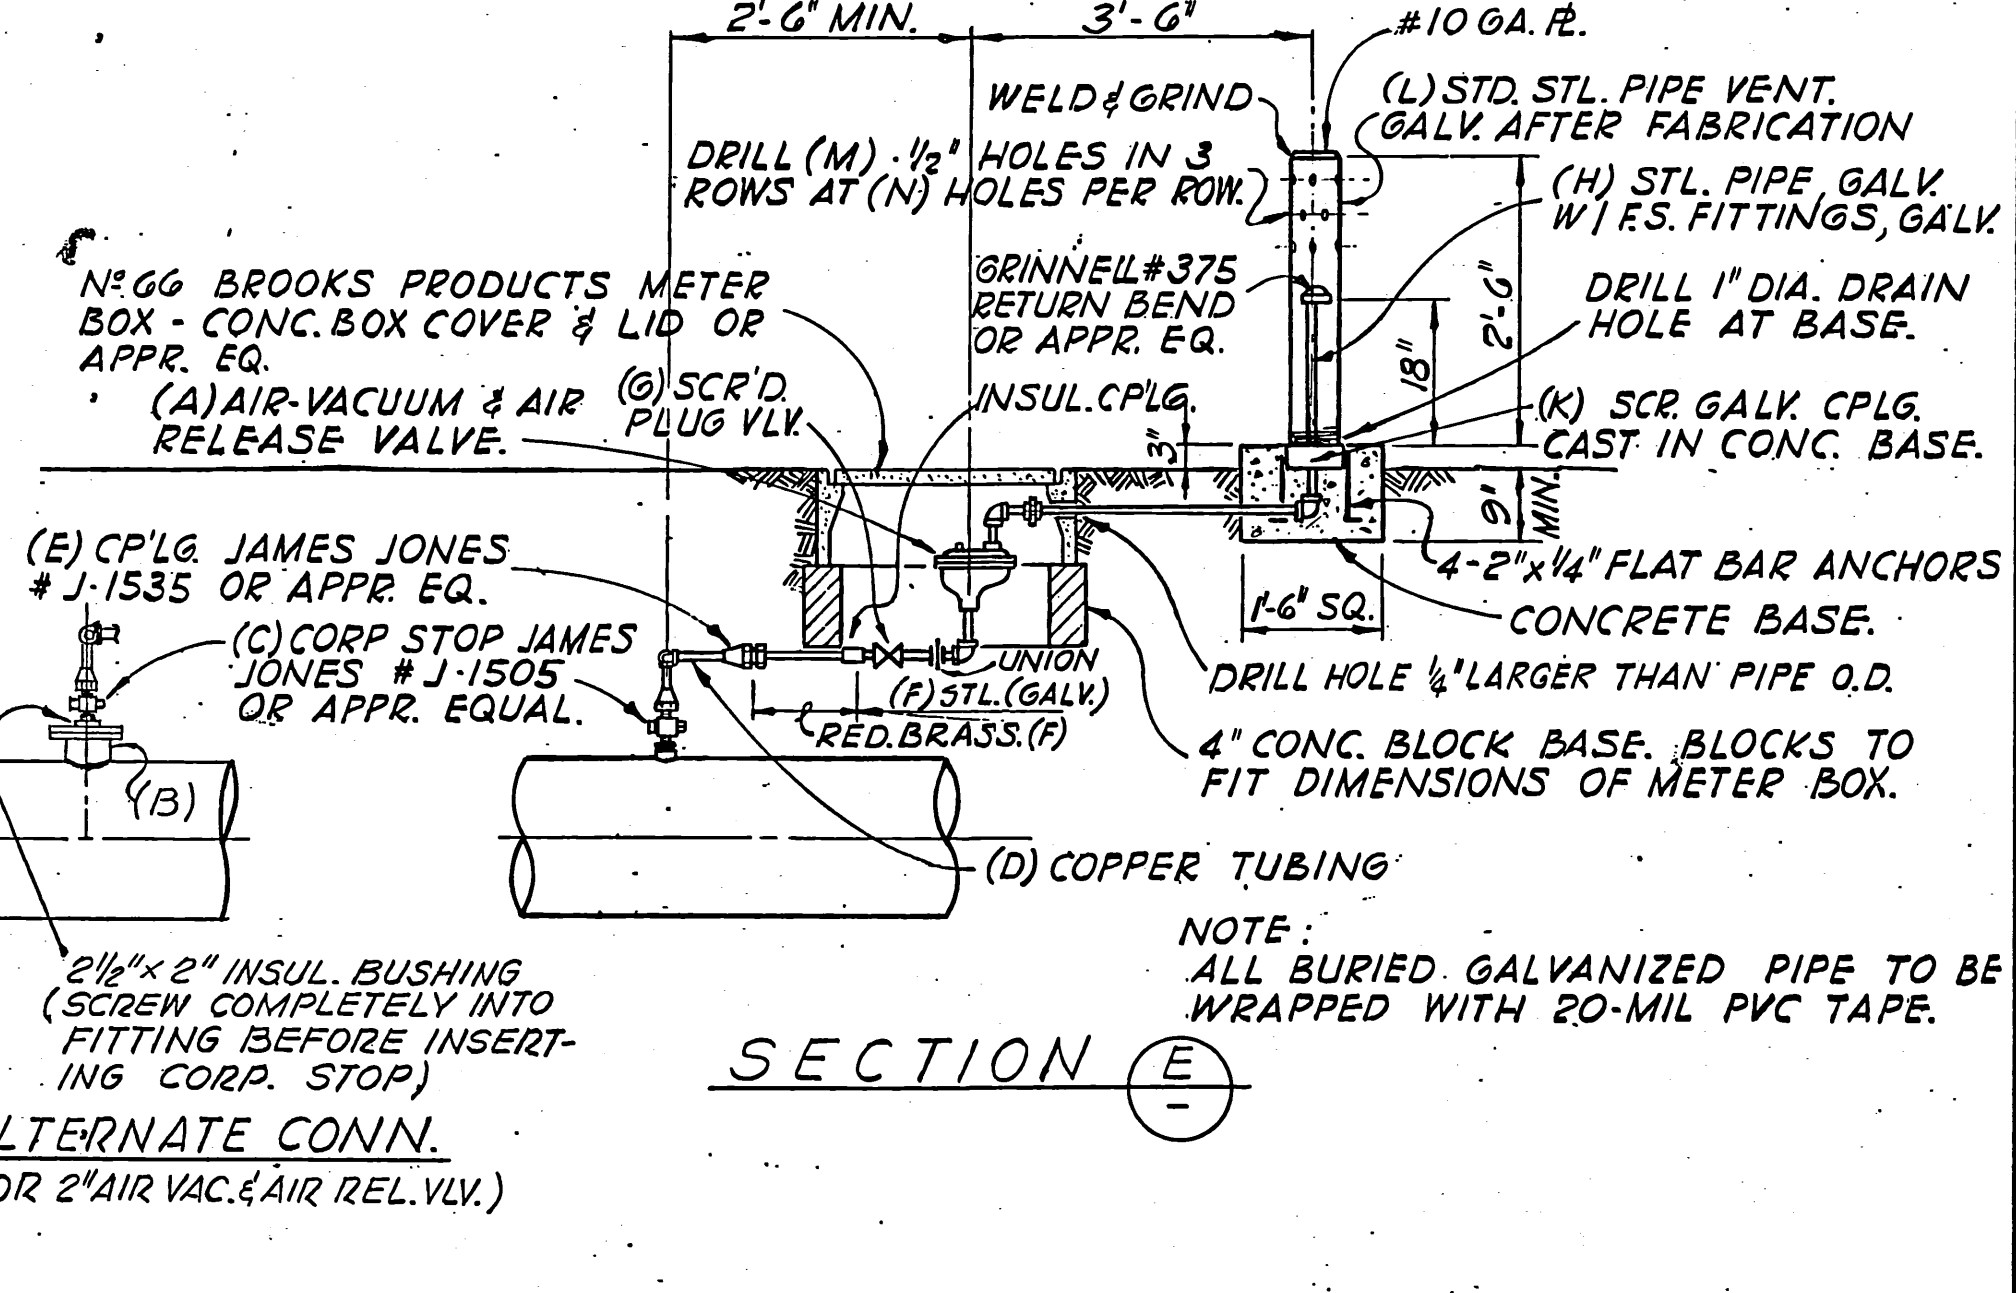 2'-6" MIN.
3'-6"
#10 GA. PL.
WELD & GRIND
(L) STD. STL. PIPE VENT.
GALV. AFTER FABRICATION
DRILL (M) · 1/2" HOLES IN 3
ROWS AT (N) HOLES PER ROW.
(H) STL. PIPE, GALV.
W/ F.S. FITTINGS, GALV.
Nº 66 BROOKS PRODUCTS METER
BOX - CONC. BOX COVER & LID OR
APPR. EQ.
GRINNELL #375
RETURN BEND
OR APPR. EQ.
DRILL 1" DIA. DRAIN
HOLE AT BASE.
18"
2'-6"
(A) AIR-VACUUM & AIR
RELEASE VALVE.
(G) SCR'D.
PLUG VLV.
INSUL. CP'LG.
3"
(K) SCR. GALV. CPLG.
CAST IN CONC. BASE.
9"
MIN.
(E) CP'LG. JAMES JONES
# J-1535 OR APPR. EQ.
4-2"x1/4" FLAT BAR ANCHORS
1'-6" SQ.
CONCRETE BASE.
(C) CORP STOP JAMES
JONES # J-1505
OR APPR. EQUAL.
UNION
(F) STL. (GALV.)
RED. BRASS. (F)
DRILL HOLE 1/4" LARGER THAN PIPE O.D.
4" CONC. BLOCK BASE. BLOCKS TO
FIT DIMENSIONS OF METER BOX.
(B)
(D) COPPER TUBING
NOTE:
ALL BURIED GALVANIZED PIPE TO BE
WRAPPED WITH 20-MIL PVC TAPE.
2 1/2" x 2" INSUL. BUSHING
(SCREW COMPLETELY INTO
FITTING BEFORE INSERT-
ING CORP. STOP)
SECTION E
-
LTERNATE CONN.
OR 2" AIR VAC. & AIR REL. VLV.)